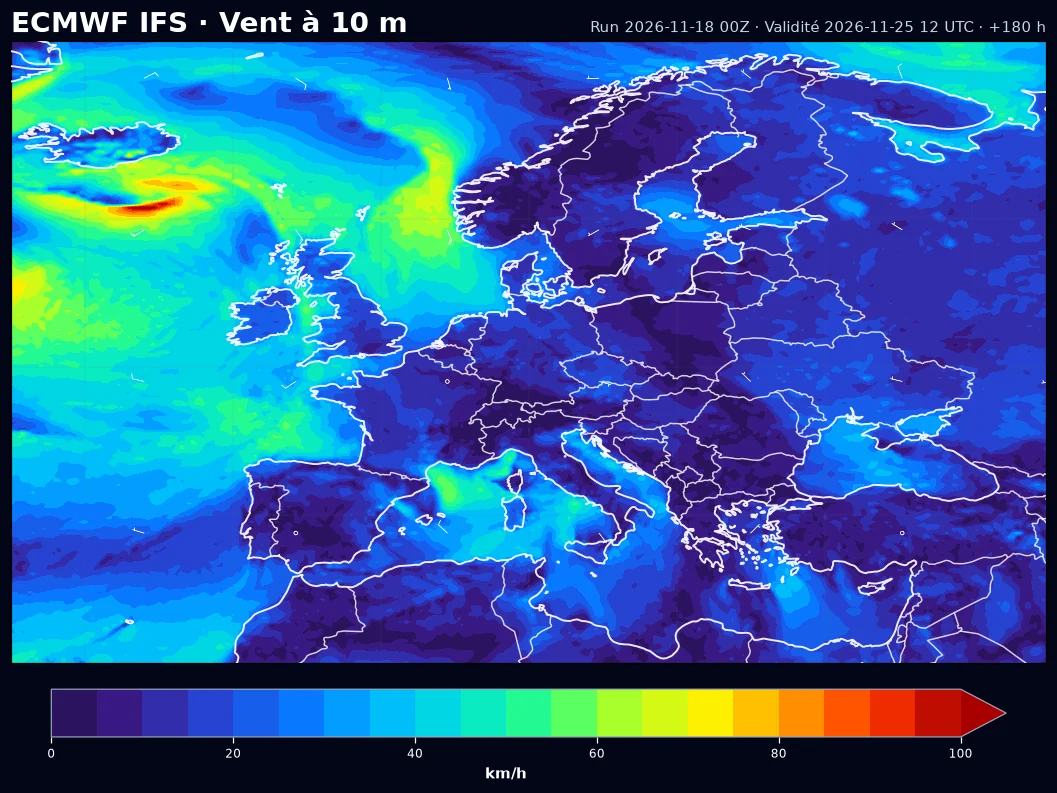 ECMWF IFS · Vent à 10 m
Run 2026-11-18 00Z · Validité 2026-11-25 12 UTC · +180 h
0 20 40 60 80 100
km/h